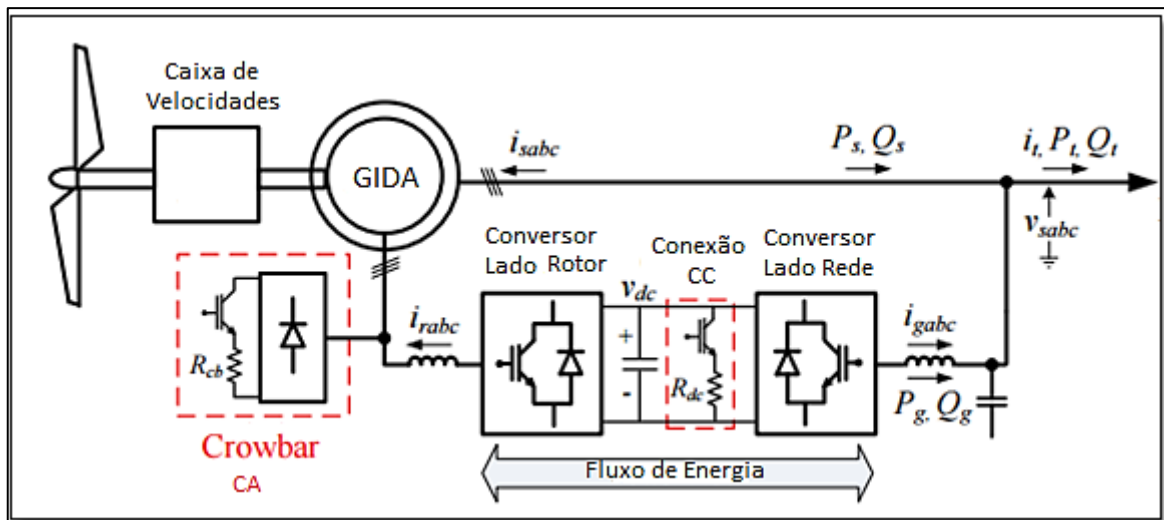 Caixa de
Velocidades
GIDA
i_sabc
P_s, Q_s
i_t, P_t, Q_t
v_sabc
Conversor
Lado Rotor
Conexão
CC
Conversor
Lado Rede
v_dc
+
-
R_dc
i_rabc
i_gabc
P_g, Q_g
R_cb
Crowbar
CA
Fluxo de Energia